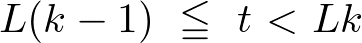 L(k − 1) ≦ t < Lk